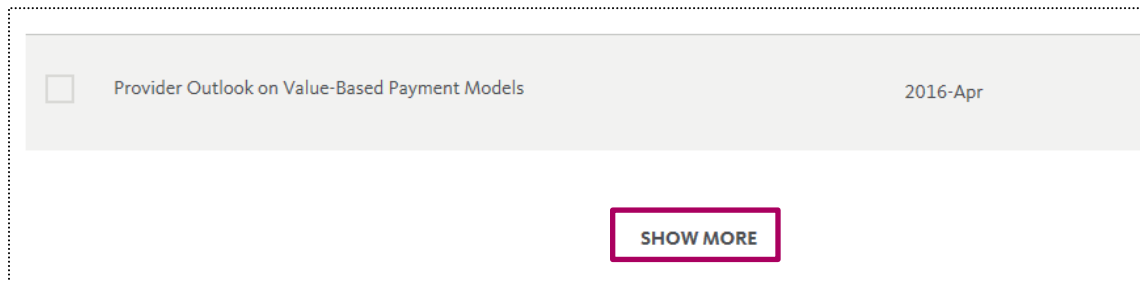 Provider Outlook on Value-Based Payment Models 2016-Apr
SHOW MORE